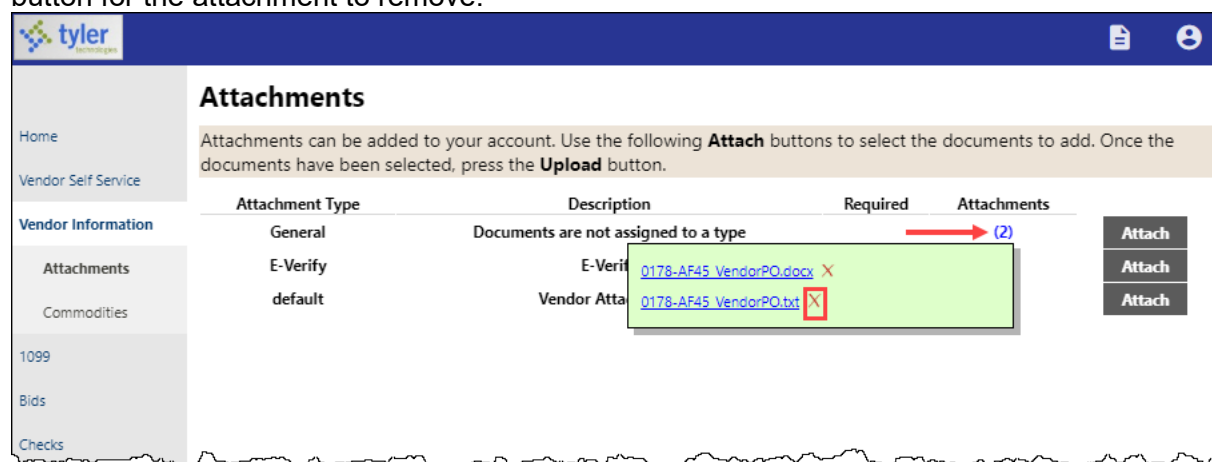 button for the attachment to remove.
tyler
technologies
Attachments
Home
Attachments can be added to your account. Use the following Attach buttons to select the documents to add. Once the
documents have been selected, press the Upload button.
Vendor Self Service
Attachment Type Description Required Attachments
Vendor Information
General Documents are not assigned to a type (2) Attach
Attachments
E-Verify E-Verif Attach
0178-AF45_VendorPO.docx X
default Vendor Atta Attach
0178-AF45_VendorPO.txt X
Commodities
1099
Bids
Checks